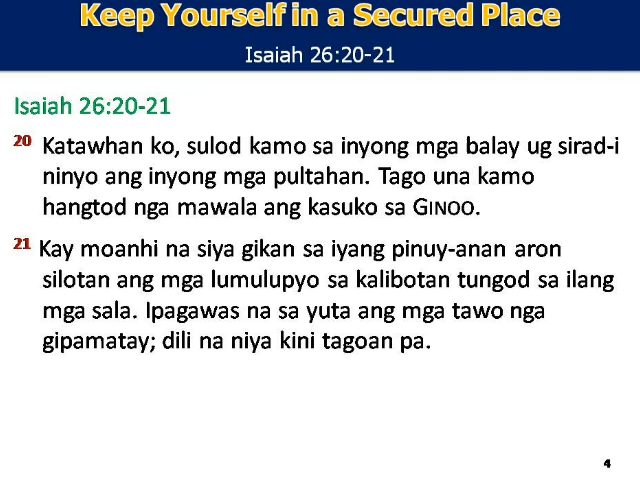 Keep Yourself in a Secured Place
Isaiah 26:20-21
Isaiah 26:20-21
20 Katawhan ko, sulod kamo sa inyong mga balay ug sirad-i
ninyo ang inyong mga pultahan. Tago una kamo
hangtod nga mawala ang kasuko sa GINOO.
21 Kay moanhi na siya gikan sa iyang pinuy-anan aron
silotan ang mga lumulupyo sa kalibotan tungod sa ilang
mga sala. Ipagawas na sa yuta ang mga tawo nga
gipamatay; dili na niya kini tagoan pa.
4